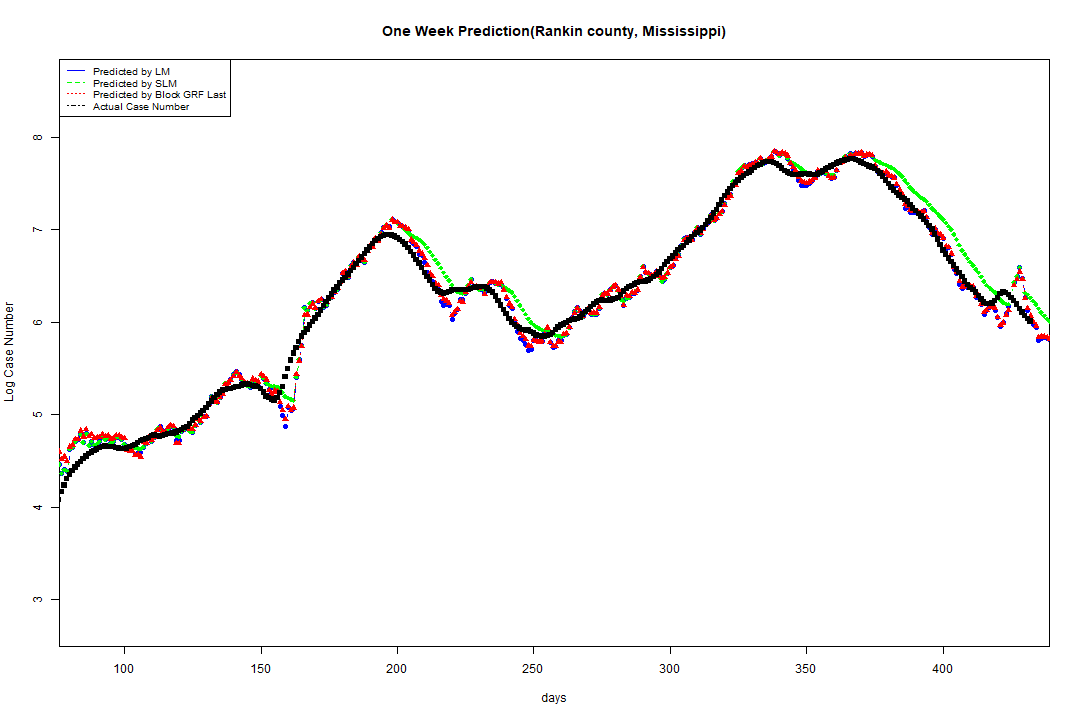 One Week Prediction(Rankin county, Mississippi)
Predicted by LM
Predicted by SLM
Predicted by Block GRF Last
Actual Case Number
8
7
6
5
4
3
Log Case Number
100 150 200 250 300 350 400
days